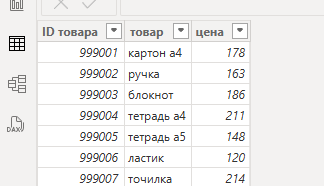 ID товара товар цена
999001 картон а4 178
999002 ручка 163
999003 блокнот 186
999004 тетрадь а4 211
999005 тетрадь а5 148
999006 ластик 120
999007 точилка 214
DAX